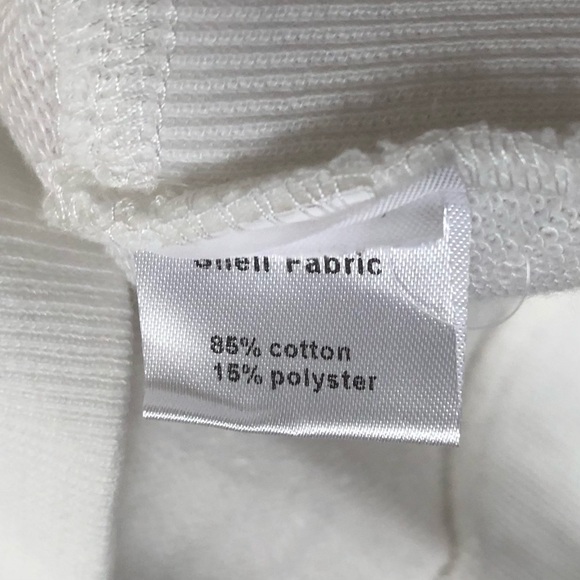 Shell Fabric
85% cotton
15% polyster